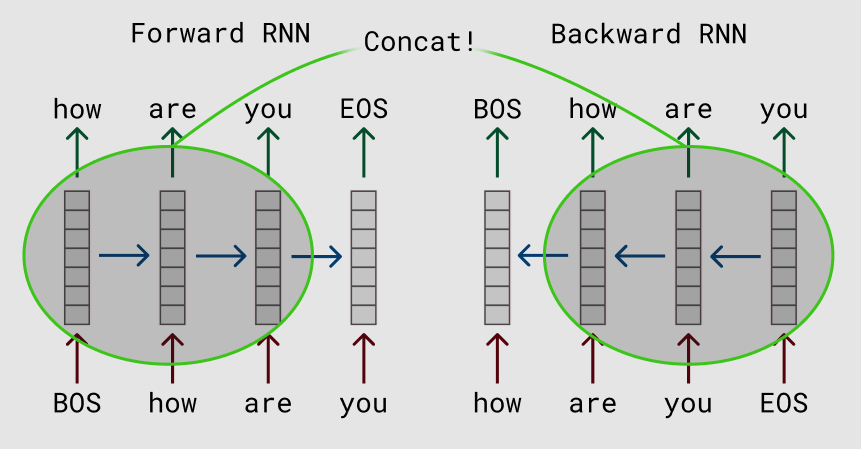 Forward RNN
Concat!
Backward RNN
how are you EOS
BOS how are you
BOS how are you
how are you EOS